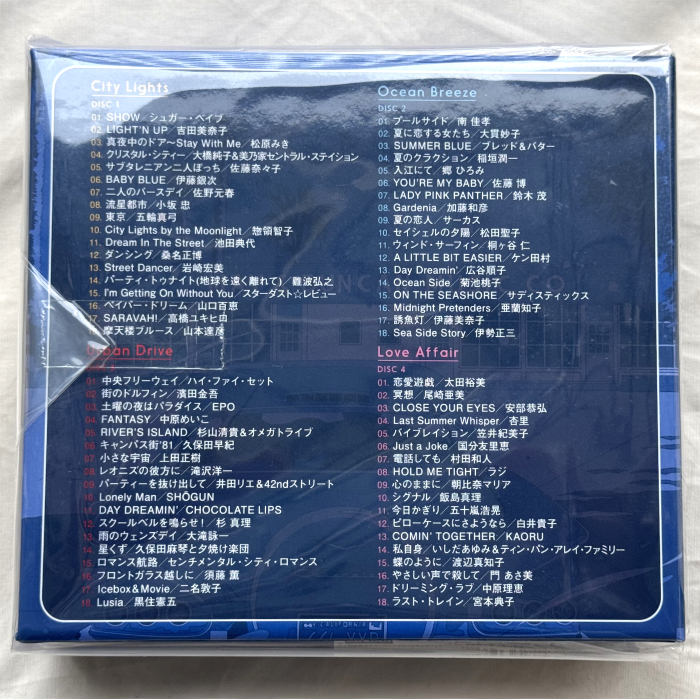 City Lights
DISC 1
01. SHOW／シュガー・ベイブ
02. LIGHT'N UP／吉田美奈子
03. 真夜中のドア〜Stay With Me／松原みき
04. クリスタル・シティー／大橋純子&美乃家セントラル・ステイション
05. サブタレニアン二人ぼっち／佐藤奈々子
06. BABY BLUE／伊藤銀次
07. 二人のバースデイ／佐野元春
08. 流星都市／小坂 忠
09. 東京／五輪真弓
10. City Lights by the Moonlight／惣領智子
11. Dream In The Street／池田典代
12. ダンシング／桑名正博
13. Street Dancer／岩崎宏美
14. パーティ・トゥナイト(地球を遠く離れて)／難波弘之
15. I'm Getting On Without You／スターダスト☆レビュー
16. ペイパー・ドリーム／山口百恵
17. SARAVAH!／高橋ユキヒロ
18. 摩天楼ブルース／山本達彦
Ocean Breeze
DISC 2
01. プールサイド／南 佳孝
02. 夏に恋する女たち／大貫妙子
03. SUMMER BLUE／ブレッド&バター
04. 夏のクラクション／稲垣潤一
05. 入江にて／郷 ひろみ
06. YOU'RE MY BABY／佐藤 博
07. LADY PINK PANTHER／鈴木 茂
08. Gardenia／加藤和彦
09. 夏の恋人／サーカス
10. セイシェルの夕陽／松田聖子
11. ウィンド・サーフィン／桐ヶ谷 仁
12. A LITTLE BIT EASIER／ケン田村
13. Day Dreamin'／広谷順子
14. Ocean Side／菊池桃子
15. ON THE SEASHORE／サディスティックス
16. Midnight Pretenders／亜蘭知子
17. 誘魚灯／伊藤美奈子
18. Sea Side Story／伊勢正三
Urban Drive
01. 中央フリーウェイ／ハイ・ファイ・セット
02. 街のドルフィン／濱田金吾
03. 土曜の夜はパラダイス／EPO
04. FANTASY／中原めいこ
05. RIVER'S ISLAND／杉山清貴&オメガトライブ
06. キャンパス街'81／久保田早紀
07. 小さな宇宙／上田正樹
08. レオニズの彼方に／滝沢洋一
09. パーティーを抜け出して／井田リエ&42ndストリート
10. Lonely Man／SHŌGUN
11. DAY DREAMIN'／CHOCOLATE LIPS
12. スクールベルを鳴らせ!／杉 真理
13. 雨のウェンズデイ／大滝詠一
14. 星くず／久保田麻琴と夕焼け楽団
15. ロマンス航路／センチメンタル・シティ・ロマンス
16. フロントガラス越しに／須藤 薫
17. Icebox&Movie／二名敦子
18. Lusia／黒住憲五
Love Affair
DISC 4
01. 恋愛遊戯／太田裕美
02. 冥想／尾崎亜美
03. CLOSE YOUR EYES／安部恭弘
04. Last Summer Whisper／杏里
05. バイブレイション／笠井紀美子
06. Just a Joke／国分友里恵
07. 電話しても／村田和人
08. HOLD ME TIGHT／ラジ
09. 心のままに／朝比奈マリア
10. シグナル／飯島真理
11. 今日かぎり／五十嵐浩晃
12. ピローケースにさようなら／白井貴子
13. COMIN' TOGETHER／KAORU
14. 私自身／いしだあゆみ&ティン・パン・アレイ・ファミリー
15. 蝶のように／渡辺真知子
16. やさしい声で殺して／門 あさ美
17. ドリーミング・ラブ／中原理恵
18. ラスト・トレイン／宮本典子
CALIFORNIA